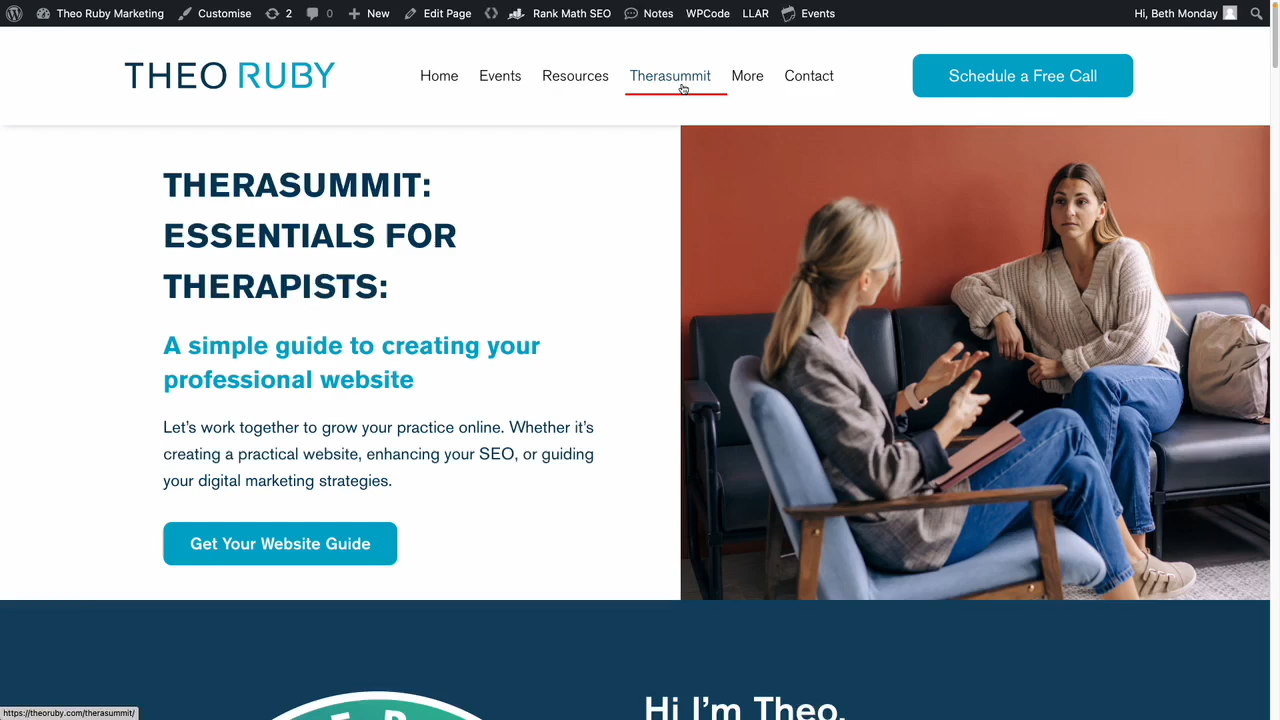 Theo Ruby Marketing Customise 2 0 New Edit Page Rank Math SEO Notes WPCode LLAR Events Hi, Beth Monday
THEO RUBY Home Events Resources Therasummit More Contact Schedule a Free Call
THERASUMMIT:
ESSENTIALS FOR
THERAPISTS:
A simple guide to creating your
professional website
Let’s work together to grow your practice online. Whether it’s
creating a practical website, enhancing your SEO, or guiding
your digital marketing strategies.
Get Your Website Guide
Hi I’m Theo.
https://theoruby.com/therasummit/